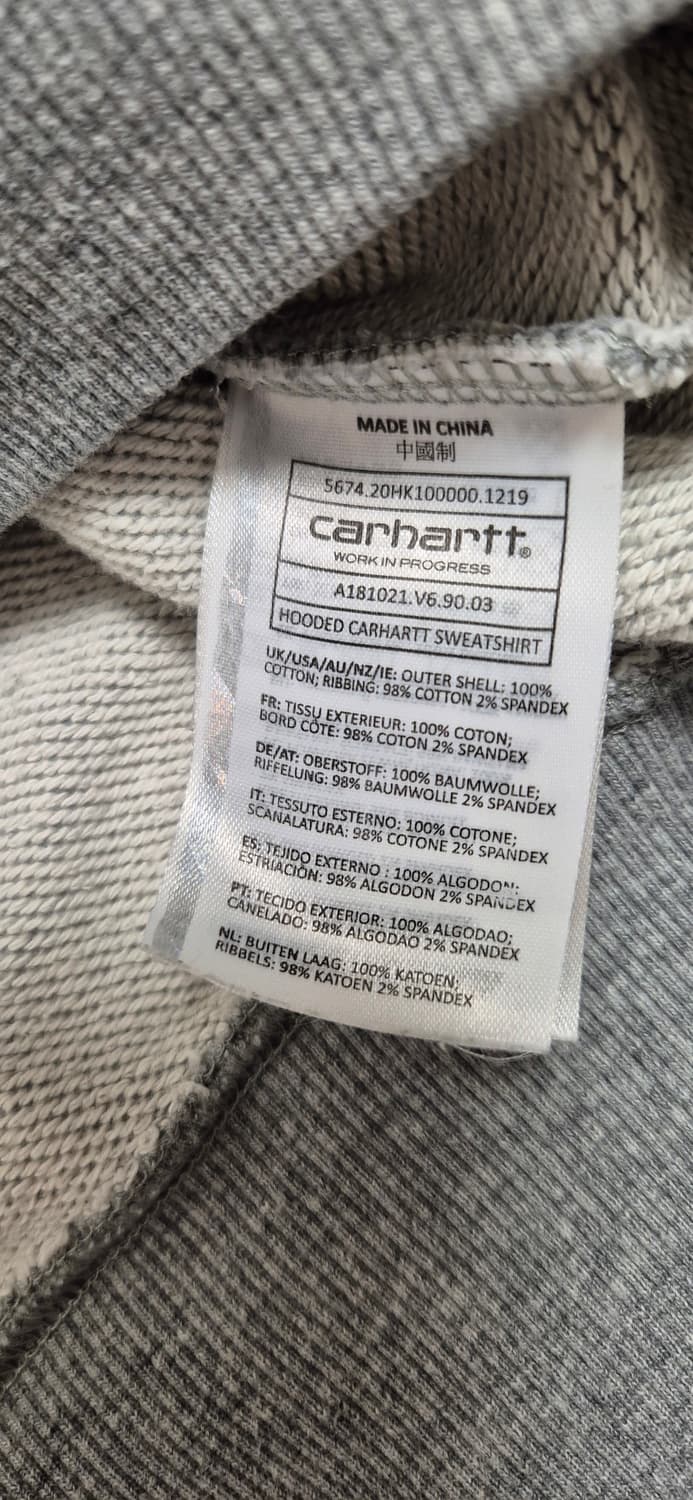 MADE IN CHINA
中國制
5674.20HK100000.1219
carhartt®
WORK IN PROGRESS
A181021.V6.90.03
HOODED CARHARTT SWEATSHIRT
UK/USA/AU/NZ/IE: OUTER SHELL: 100%
COTTON; RIBBING: 98% COTTON 2% SPANDEX
FR: TISSU EXTERIEUR: 100% COTON;
BORD CÔTE: 98% COTON 2% SPANDEX
DE/AT: OBERSTOFF: 100% BAUMWOLLE;
RIFFELUNG: 98% BAUMWOLLE 2% SPANDEX
IT: TESSUTO ESTERNO: 100% COTONE;
SCANALATURA: 98% COTONE 2% SPANDEX
ES: TEJIDO EXTERNO : 100% ALGODON;
ESTRIACIÓN: 98% ALGODON 2% SPANDEX
PT: TECIDO EXTERIOR: 100% ALGODAO;
CANELADO: 98% ALGODAO 2% SPANDEX
NL: BUITEN LAAG: 100% KATOEN;
RIBBELS: 98% KATOEN 2% SPANDEX